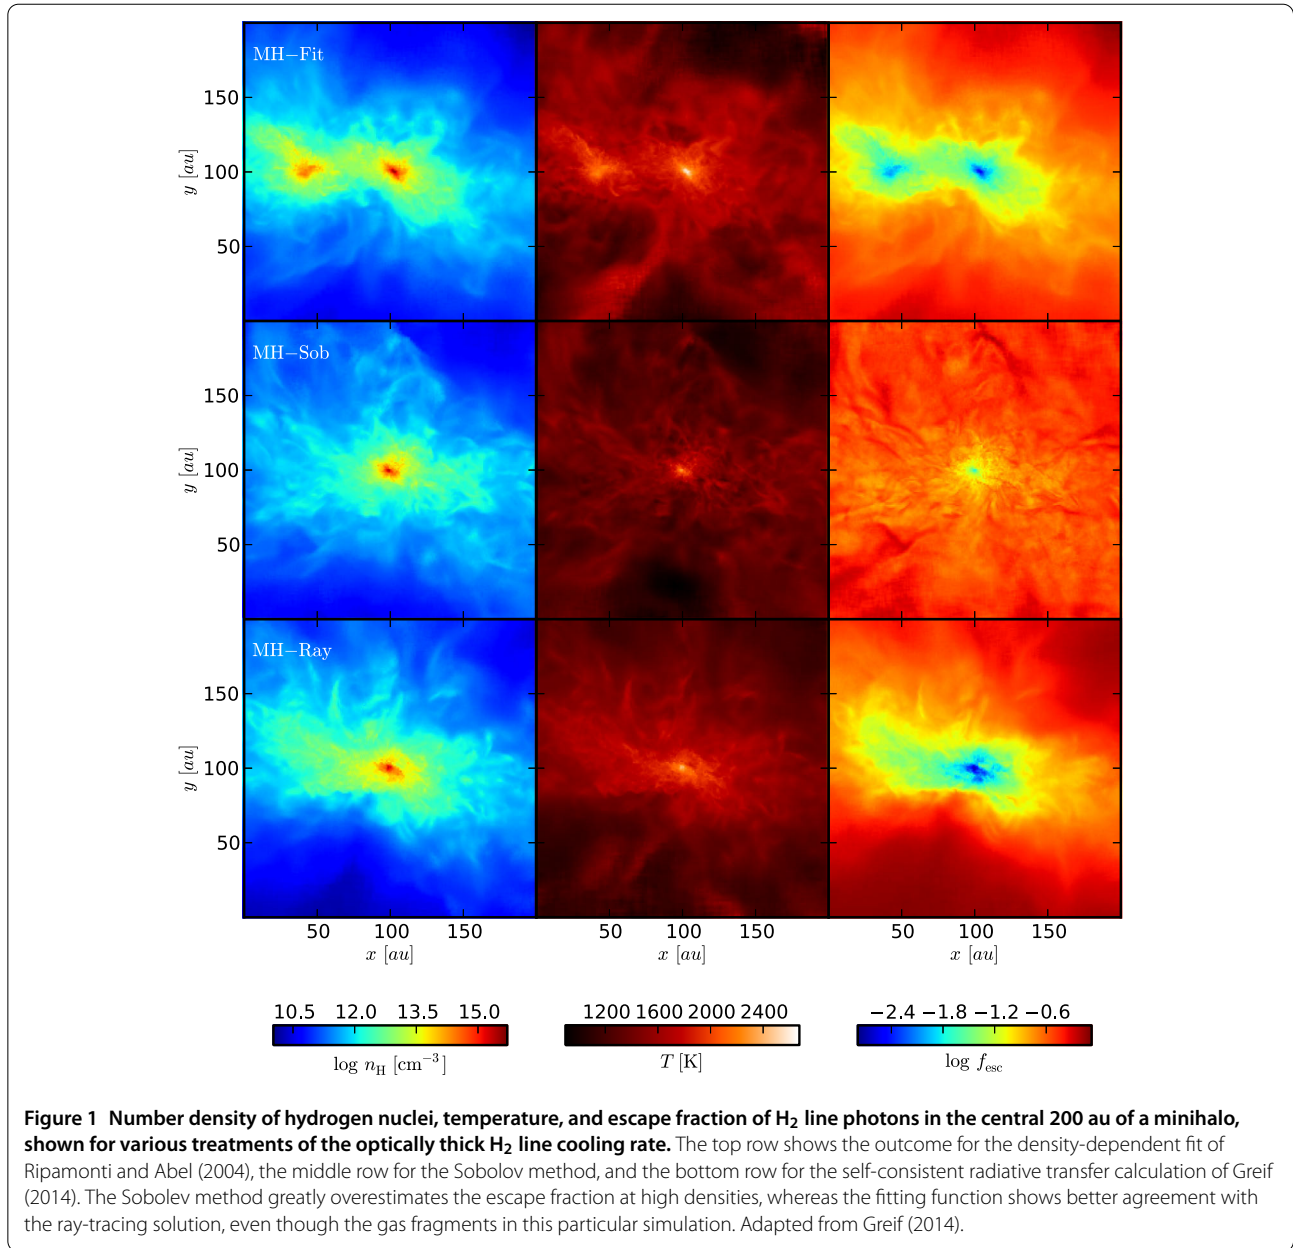 MH−Fit
150
100
50
y [au]
MH−Sob
150
100
50
y [au]
MH−Ray
150
100
50
y [au]
50 100 150 50 100 150 50 100 150
x [au] x [au] x [au]
10.5 12.0 13.5 15.0 1200 1600 2000 2400 −2.4 −1.8 −1.2 −0.6
log n_H [cm⁻³] T [K] log f_esc
Figure 1 Number density of hydrogen nuclei, temperature, and escape fraction of H₂ line photons in the central 200 au of a minihalo,
shown for various treatments of the optically thick H₂ line cooling rate. The top row shows the outcome for the density-dependent fit of
Ripamonti and Abel (2004), the middle row for the Sobolov method, and the bottom row for the self-consistent radiative transfer calculation of Greif
(2014). The Sobolev method greatly overestimates the escape fraction at high densities, whereas the fitting function shows better agreement with
the ray-tracing solution, even though the gas fragments in this particular simulation. Adapted from Greif (2014).